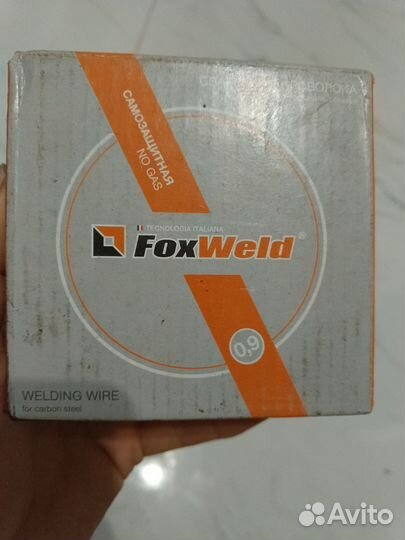 САМОЗАЩИТНАЯ
NO GAS
TECNOLOGIA ITALIANA
FoxWeld®
0,9
WELDING WIRE
for carbon steel
Avito